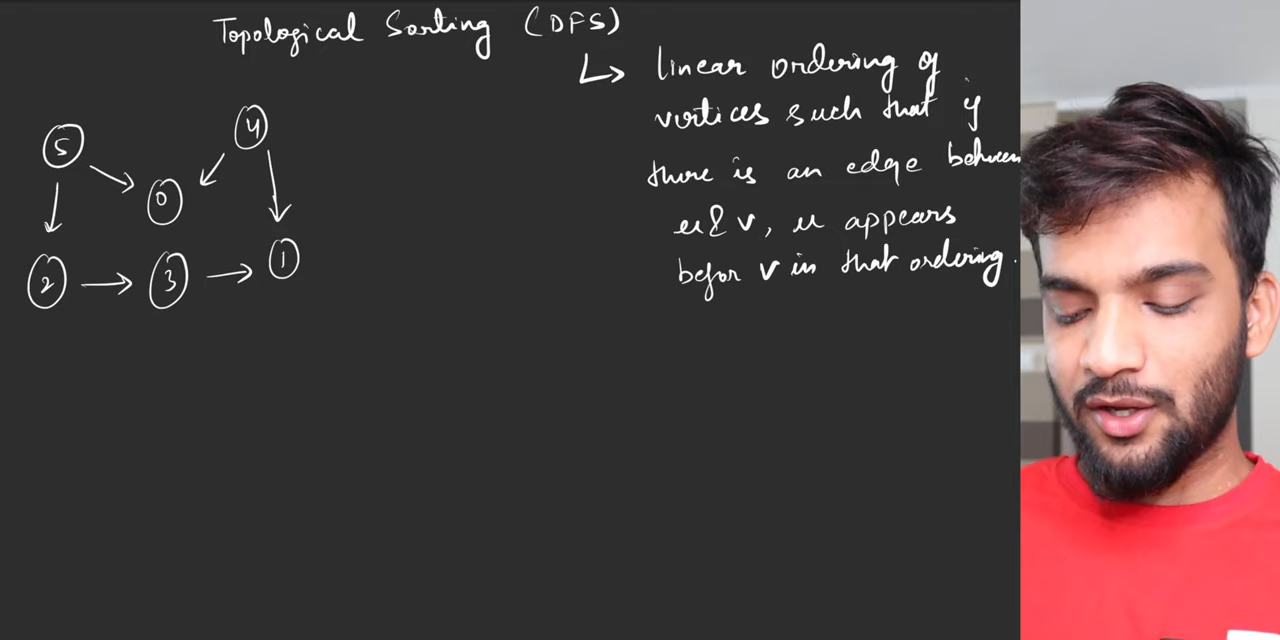 Topological Sorting (DFS)
↳ linear ordering of
vertices such that if
there is an edge between
u & v, u appears
befor v in that ordering.
5
4
0
2
3
1